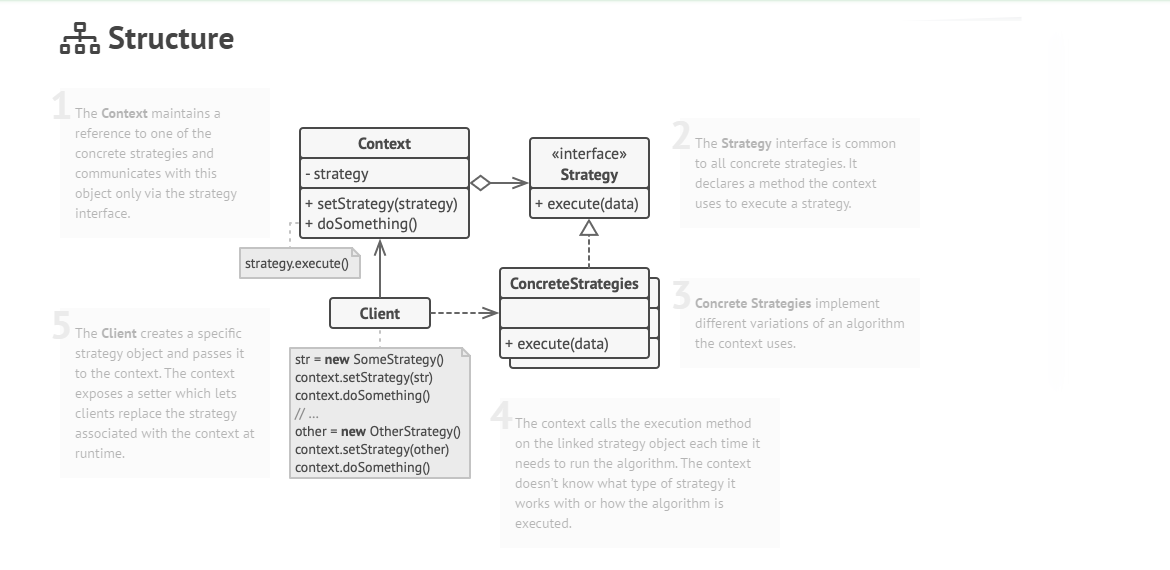 Structure
1
The Context maintains a
reference to one of the
concrete strategies and
communicates with this
object only via the strategy
interface.
Context
- strategy
+ setStrategy(strategy)
+ doSomething()
strategy.execute()
«interface»
Strategy
+ execute(data)
2
The Strategy interface is common
to all concrete strategies. It
declares a method the context
uses to execute a strategy.
ConcreteStrategies
+ execute(data)
3
Concrete Strategies implement
different variations of an algorithm
the context uses.
Client
5
The Client creates a specific
strategy object and passes it
to the context. The context
exposes a setter which lets
clients replace the strategy
associated with the context at
runtime.
str = new SomeStrategy()
context.setStrategy(str)
context.doSomething()
// ...
other = new OtherStrategy()
context.setStrategy(other)
context.doSomething()
4
The context calls the execution method
on the linked strategy object each time it
needs to run the algorithm. The context
doesn't know what type of strategy it
works with or how the algorithm is
executed.